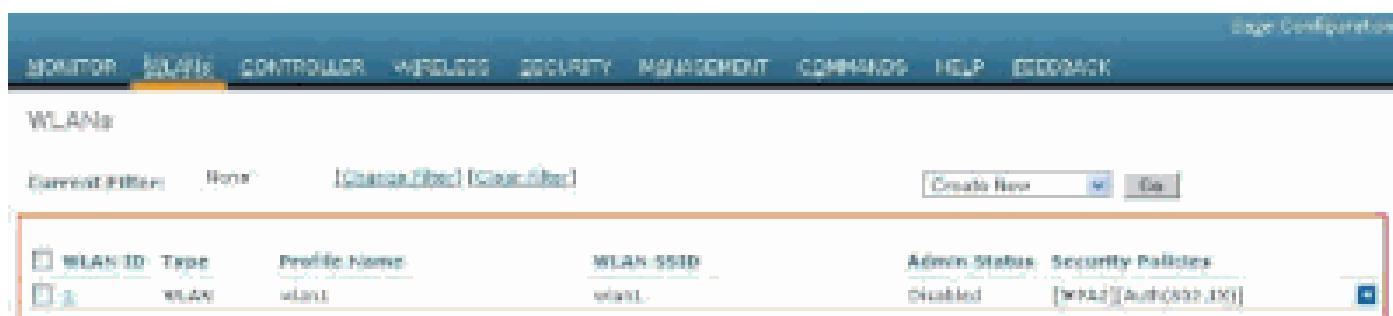 Save Configuration
MONITOR WLANs CONTROLLER WIRELESS SECURITY MANAGEMENT COMMANDS HELP FEEDBACK
WLANs
Current Filter: None [Change Filter] [Clear Filter]
Create New Go
WLAN ID Type Profile Name WLAN SSID Admin Status Security Policies
WLAN wlan1 wlan1 Disabled [WPA2][Auth(802.1X)]